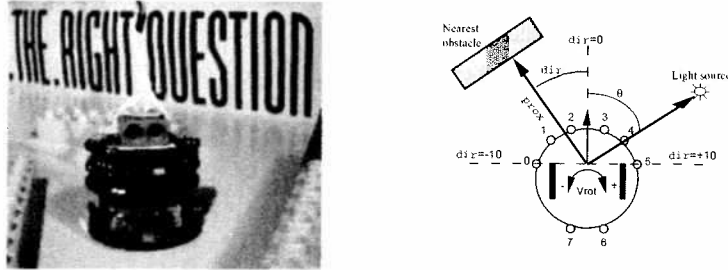 .THE.RIGHT'QUESTION
Nearest
obstacle
dir=0
dir
θ
Light source
prox
1
2
3
4
dir=-10
0
5
dir=+10
-
Vrot
+
7
6